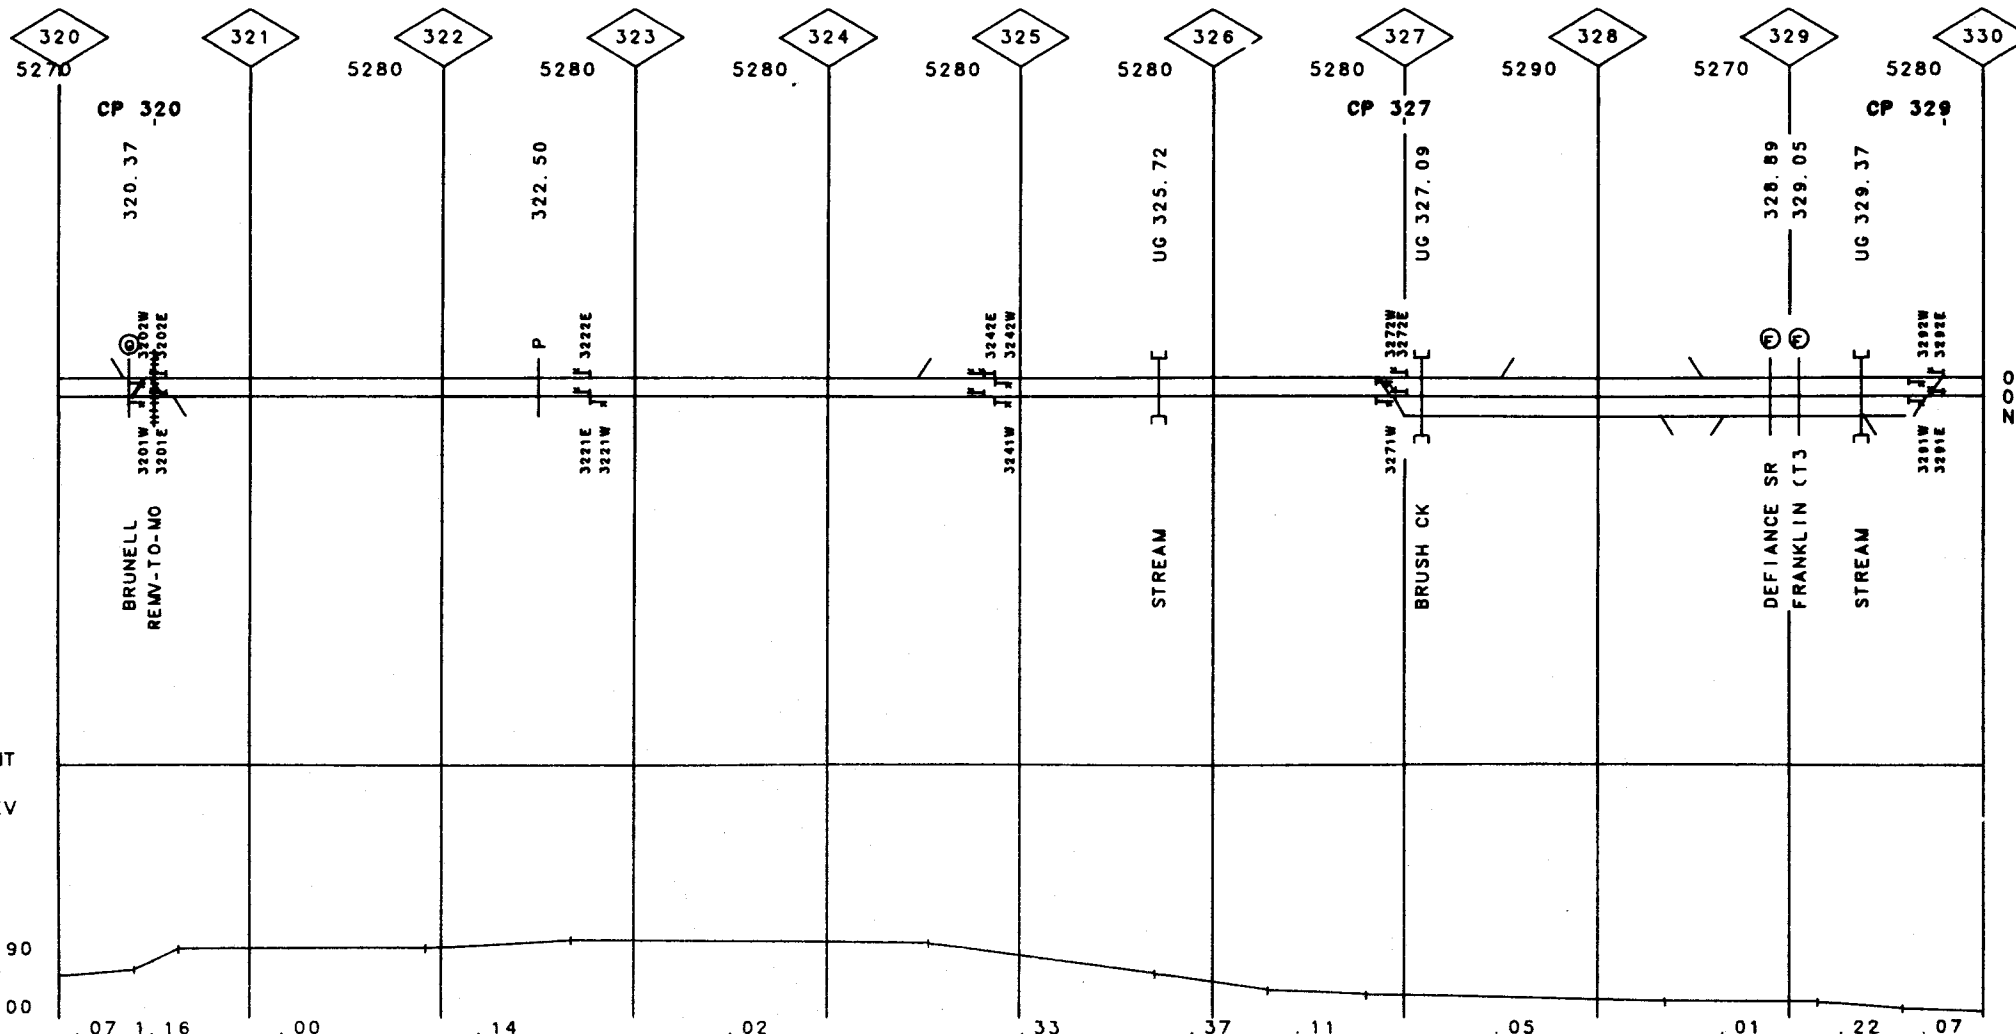 320 321 322 323 324 325 326 327 328 329 330
5270 5280 5280 5280 5280 5280 5280 5290 5270 5280
CP 320 CP 327 CP 329
320.37
322.50
UG 325.72
UG 327.09
328.89
329.05
UG 329.37
3202W
3202E
P
3222E
3242E
3242W
3272W
3272E
F
F
3292W
3292E
O
O
N
3201W
3201E
3221E
3221W
3241W
3271W
3291W
3291E
BRUNELL
REMV-TO-MO
STREAM
BRUSH CK
DEFIANCE SR
FRANKLIN (T3
STREAM
90
00
.07 1.16 .00 .14 .02 .33 .37 .11 .05 .01 .22 .07